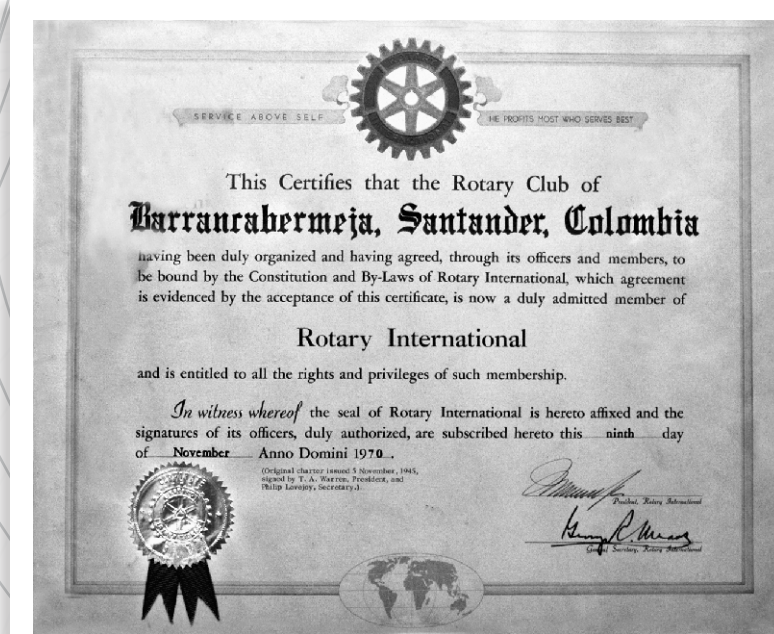 SERVICE ABOVE SELF
HE PROFITS MOST WHO SERVES BEST
This Certifies that the Rotary Club of
Barrancabermeja, Santander, Colombia
having been duly organized and having agreed, through its officers and members, to
be bound by the Constitution and By-Laws of Rotary International, which agreement
is evidenced by the acceptance of this certificate, is now a duly admitted member of
Rotary International
and is entitled to all the rights and privileges of such membership.
In witness whereof the seal of Rotary International is hereto affixed and the
signatures of its officers, duly authorized, are subscribed hereto this ninth day
of November Anno Domini 1970.
(Original charter issued 5 November, 1945,
signed by T. A. Warren, President, and
Philip Lovejoy, Secretary.)
President, Rotary International
General Secretary, Rotary International